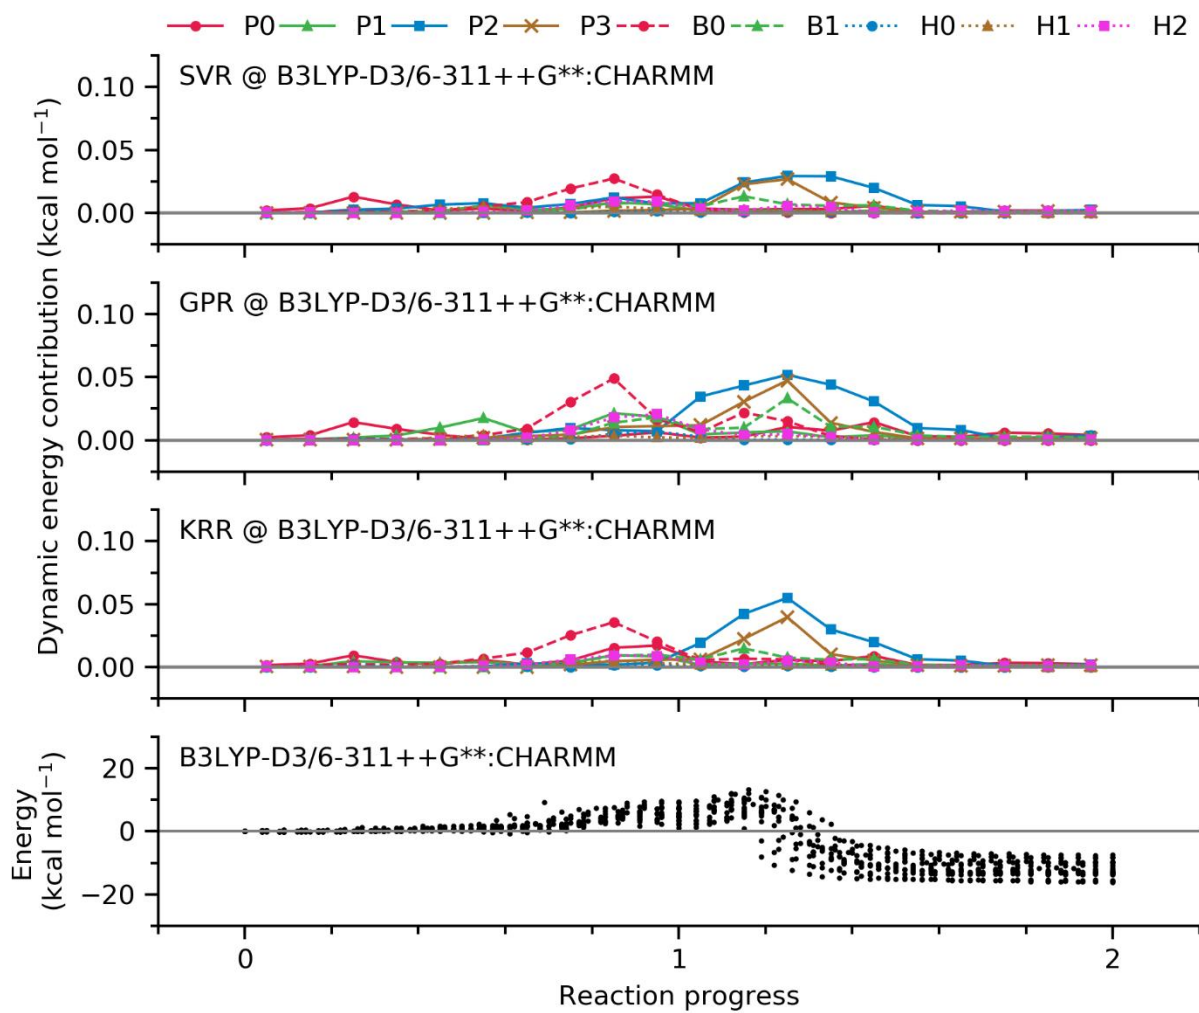 P0 P1 P2 P3 B0 B1 H0 H1 H2
SVR @ B3LYP-D3/6-311++G**:CHARMM
0.10
0.05
0.00
GPR @ B3LYP-D3/6-311++G**:CHARMM
0.10
0.05
0.00
KRR @ B3LYP-D3/6-311++G**:CHARMM
0.10
0.05
0.00
Dynamic energy contribution (kcal mol⁻¹)
B3LYP-D3/6-311++G**:CHARMM
20
0
−20
Energy
(kcal mol⁻¹)
0 1 2
Reaction progress